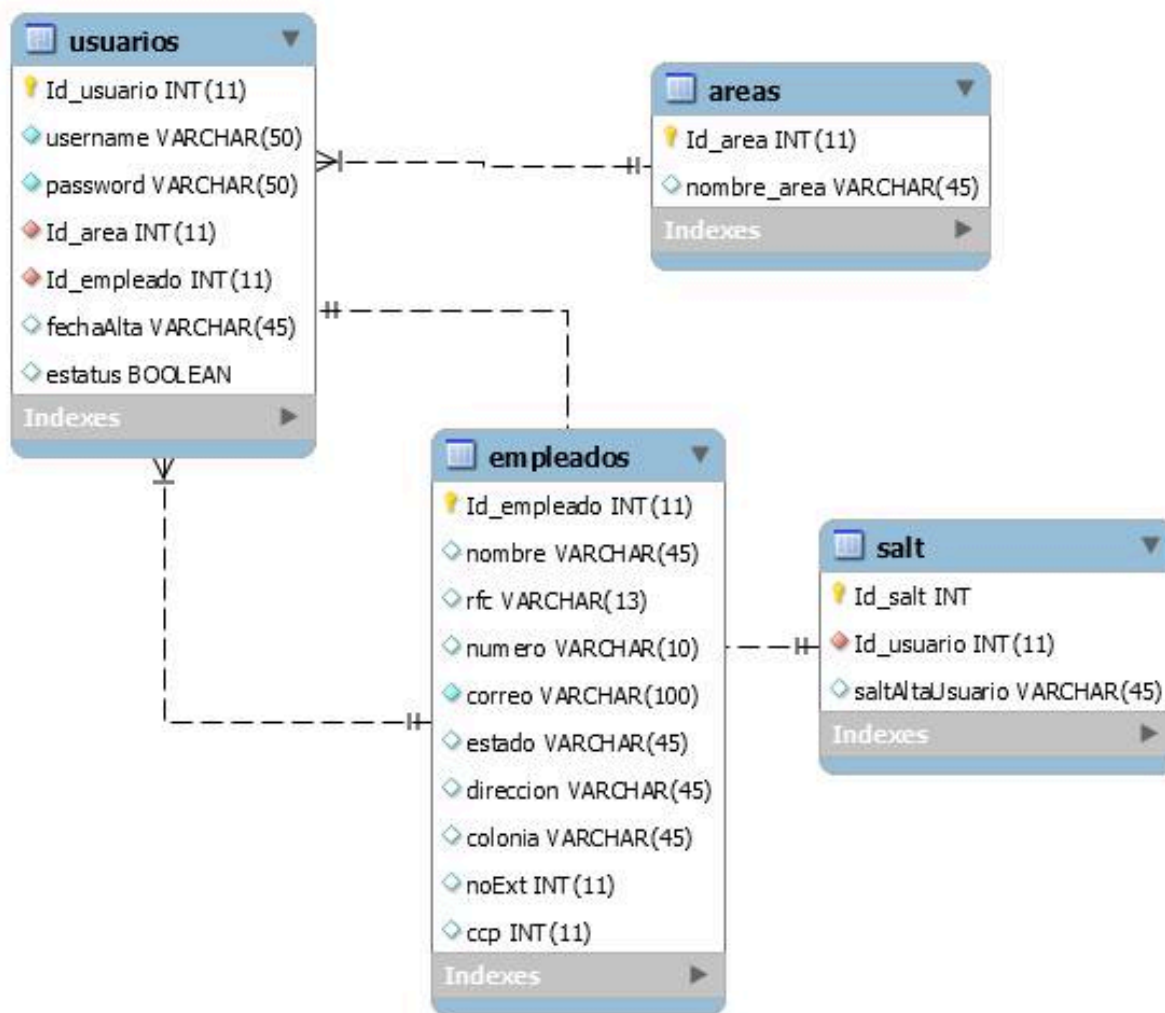 usuarios
Id_usuario INT(11)
username VARCHAR(50)
password VARCHAR(50)
Id_area INT(11)
Id_empleado INT(11)
fechaAlta VARCHAR(45)
estatus BOOLEAN
Indexes
areas
Id_area INT(11)
nombre_area VARCHAR(45)
Indexes
empleados
Id_empleado INT(11)
nombre VARCHAR(45)
rfc VARCHAR(13)
numero VARCHAR(10)
correo VARCHAR(100)
estado VARCHAR(45)
direccion VARCHAR(45)
colonia VARCHAR(45)
noExt INT(11)
ccp INT(11)
Indexes
salt
Id_salt INT
Id_usuario INT(11)
saltAltaUsuario VARCHAR(45)
Indexes